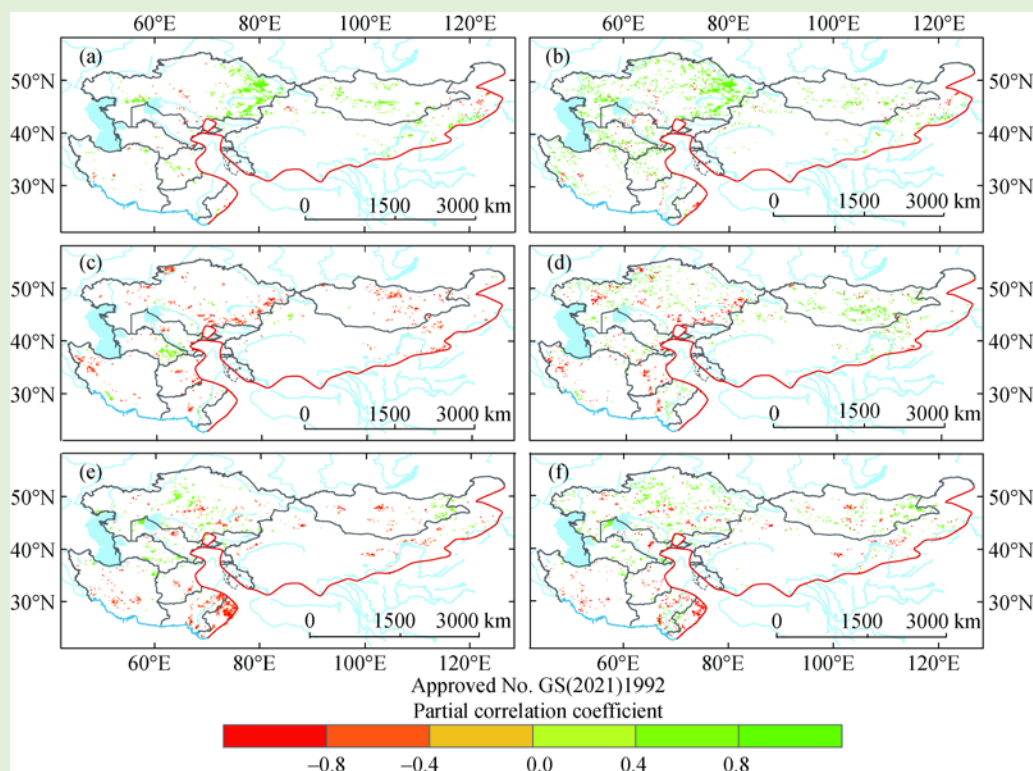 60°E 80°E 100°E 120°E 60°E 80°E 100°E 120°E
(a) (b)
50°N 50°N
40°N 40°N
30°N 30°N
0 1500 3000 km 0 1500 3000 km
(c) (d)
50°N 50°N
40°N 40°N
30°N 30°N
0 1500 3000 km 0 1500 3000 km
(e) (f)
50°N 50°N
40°N 40°N
30°N 30°N
0 1500 3000 km 0 1500 3000 km
60°E 80°E 100°E 120°E 60°E 80°E 100°E 120°E
Approved No. GS(2021)1992
Partial correlation coefficient
–0.8 –0.4 0.0 0.4 0.8